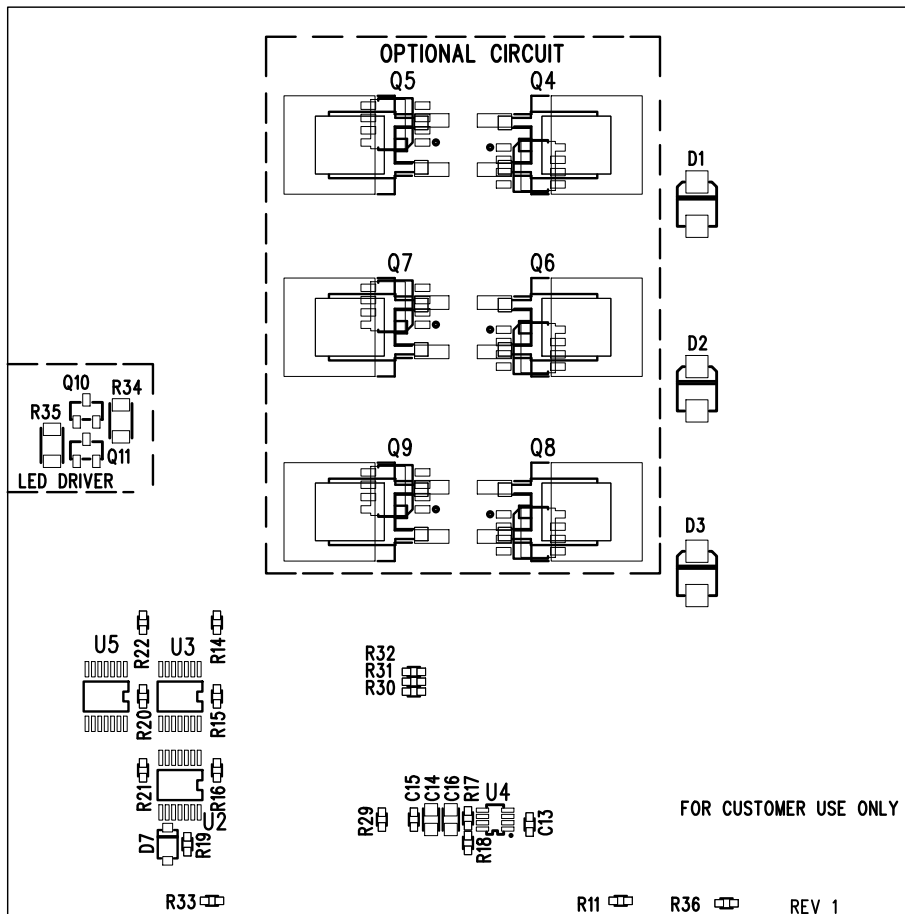 OPTIONAL CIRCUIT
Q5
Q4
D1
Q7
Q6
D2
Q10
R34
R35
Q11
LED DRIVER
Q9
Q8
D3
U5
R22
U3
R14
R32
R31
R30
R20
R15
R21
R16
U2
D7
R19
R29
C15
C14
C16
R17
U4
R18
C13
FOR CUSTOMER USE ONLY
R33
R11
R36
REV 1